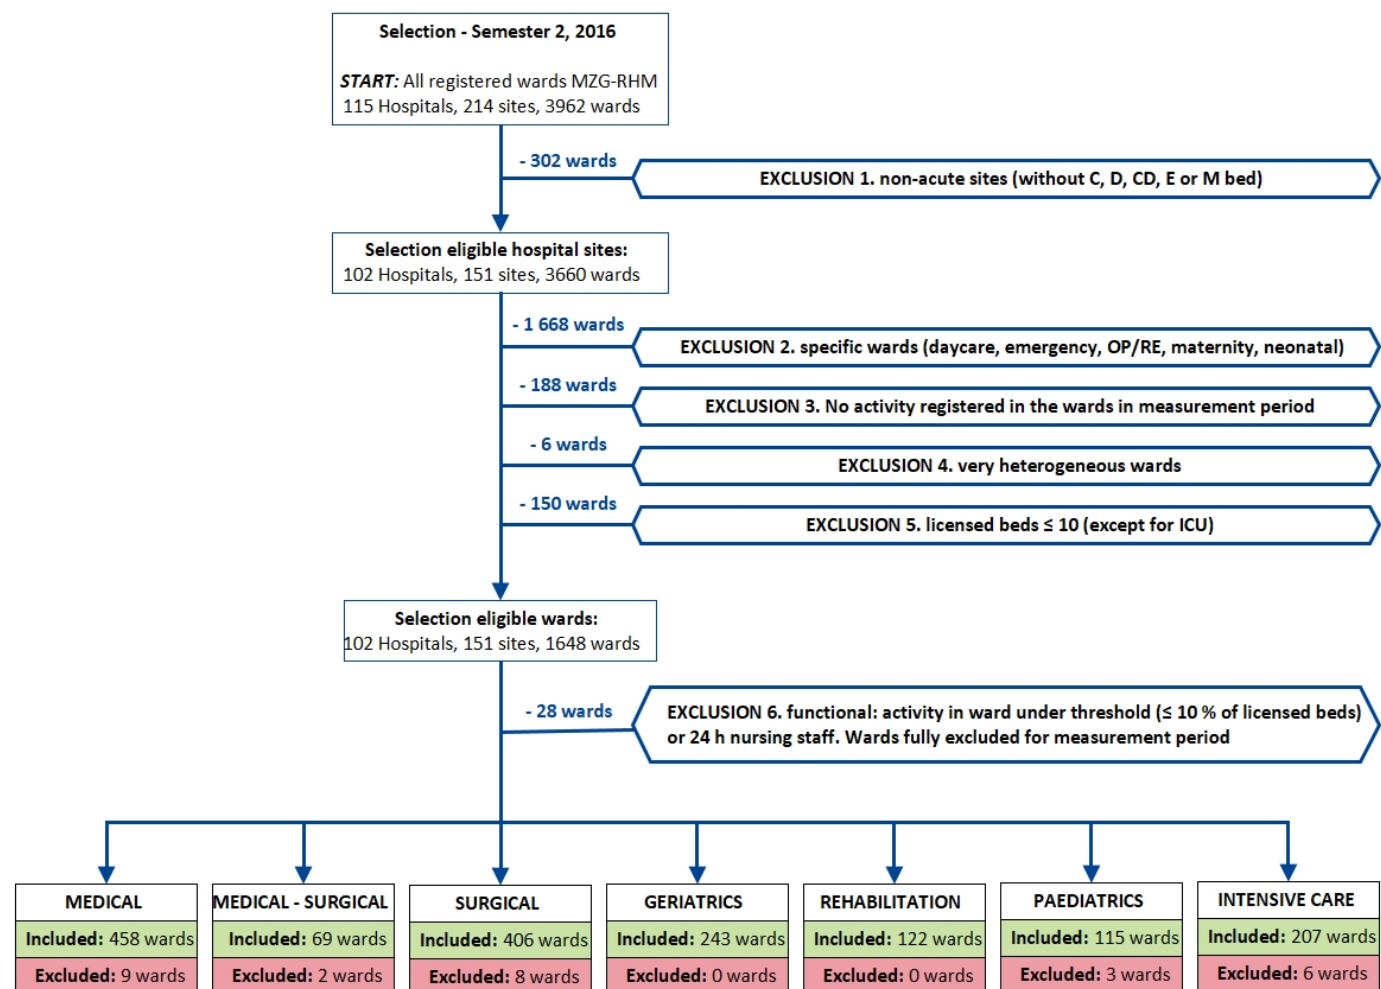 Selection - Semester 2, 2016
START: All registered wards MZG-RHM
115 Hospitals, 214 sites, 3962 wards
- 302 wards
EXCLUSION 1. non-acute sites (without C, D, CD, E or M bed)
Selection eligible hospital sites:
102 Hospitals, 151 sites, 3660 wards
- 1 668 wards
EXCLUSION 2. specific wards (daycare, emergency, OP/RE, maternity, neonatal)
- 188 wards
EXCLUSION 3. No activity registered in the wards in measurement period
- 6 wards
EXCLUSION 4. very heterogeneous wards
- 150 wards
EXCLUSION 5. licensed beds ≤ 10 (except for ICU)
Selection eligible wards:
102 Hospitals, 151 sites, 1648 wards
- 28 wards
EXCLUSION 6. functional: activity in ward under threshold (≤ 10 % of licensed beds)
or 24 h nursing staff. Wards fully excluded for measurement period
MEDICAL
Included: 458 wards
Excluded: 9 wards
MEDICAL - SURGICAL
Included: 69 wards
Excluded: 2 wards
SURGICAL
Included: 406 wards
Excluded: 8 wards
GERIATRICS
Included: 243 wards
Excluded: 0 wards
REHABILITATION
Included: 122 wards
Excluded: 0 wards
PAEDIATRICS
Included: 115 wards
Excluded: 3 wards
INTENSIVE CARE
Included: 207 wards
Excluded: 6 wards